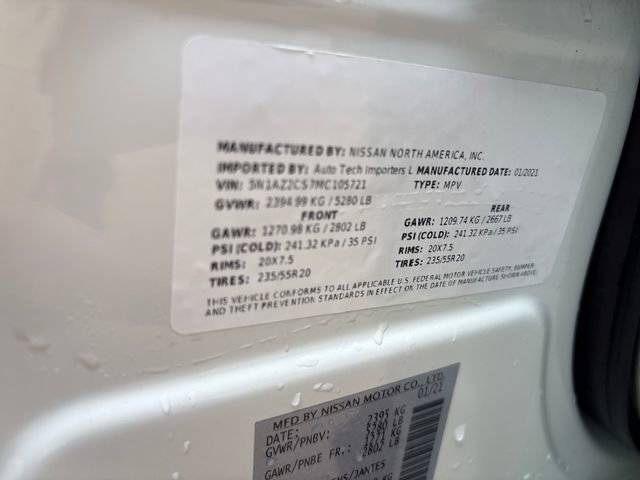 MANUFACTURED BY: NISSAN NORTH AMERICA, INC.
IMPORTED BY: Auto Tech Importers L MANUFACTURED DATE: 01/2021
VIN: 5N1AZ2CS7MC105721 TYPE: MPV
GVWR: 2394.99 KG / 5280 LB
FRONT REAR
GAWR: 1270.98 KG / 2802 LB GAWR: 1209.74 KG / 2667 LB
PSI (COLD): 241.32 KPa / 35 PSI PSI (COLD): 241.32 KPa / 35 PSI
RIMS: 20X7.5 RIMS: 20X7.5
TIRES: 235/55R20 TIRES: 235/55R20
THIS VEHICLE CONFORMS TO ALL APPLICABLE U.S. FEDERAL MOTOR VEHICLE SAFETY, BUMPER,
AND THEFT PREVENTION STANDARDS IN EFFECT ON THE DATE OF MANUFACTURE SHOWN ABOVE.
MFD BY NISSAN MOTOR CO., LTD.
DATE: 01/21
GVWR/PNBV: 2395 KG
5280 LB
GAWR/PNBE FR.: 1271 KG
2802 LB
/JANTES
KG